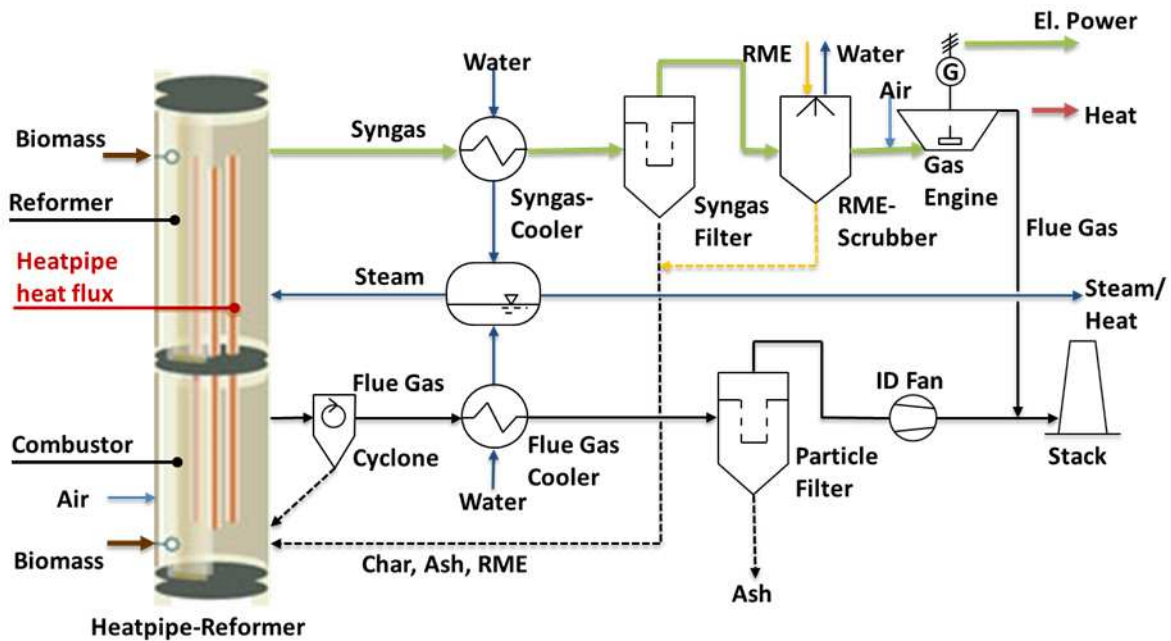 El. Power
RME
Water
Water
G
Air
Syngas
Biomass
Heat
Gas
Engine
Syngas-
Cooler
Syngas
Filter
RME-
Scrubber
Reformer
Flue Gas
Heatpipe
heat flux
Steam
Steam/
Heat
Flue Gas
ID Fan
Combustor
Cyclone
Flue Gas
Cooler
Particle
Filter
Stack
Air
Water
Biomass
Char, Ash, RME
Ash
Heatpipe-Reformer